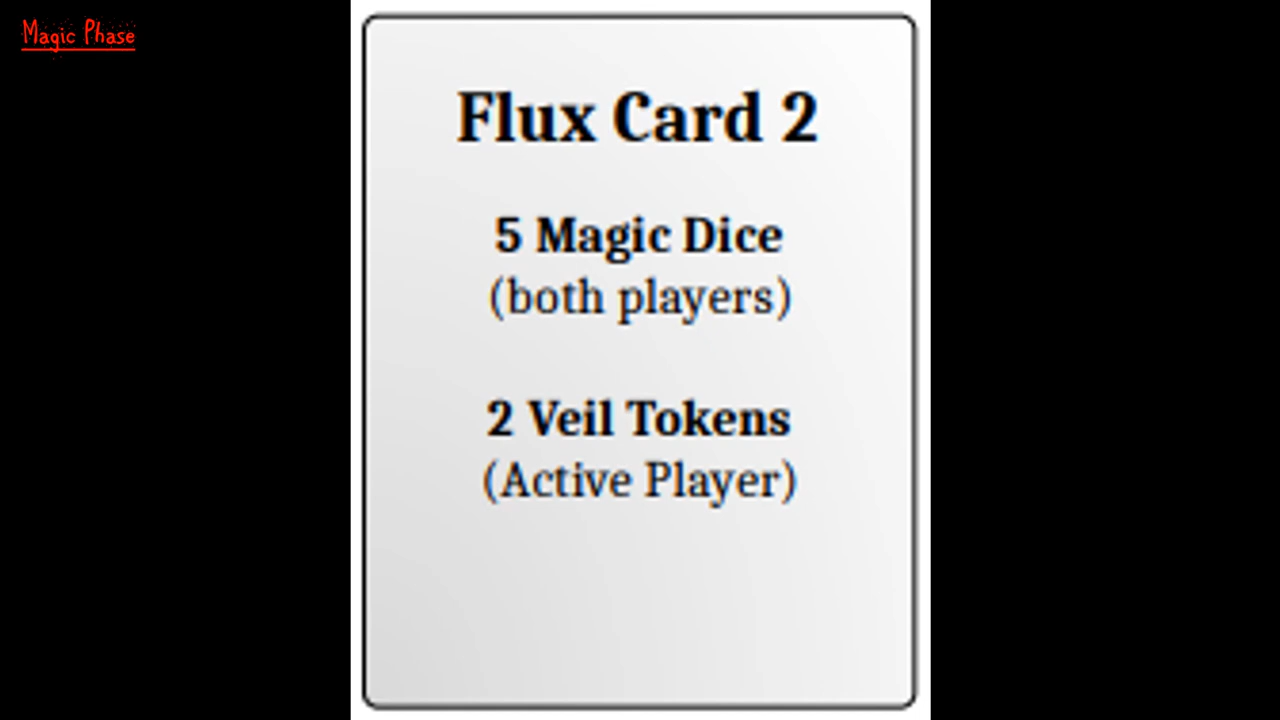 Magic Phase
Flux Card 2
5 Magic Dice
(both players)
2 Veil Tokens
(Active Player)